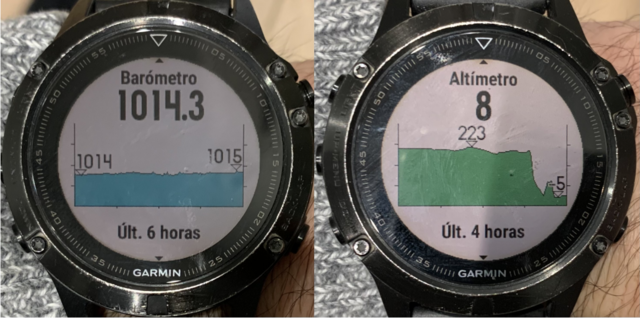 Barómetro
1014.3
1014
1015
Últ. 6 horas
GARMIN
Altímetro
8
223
5
Últ. 4 horas
GARMIN